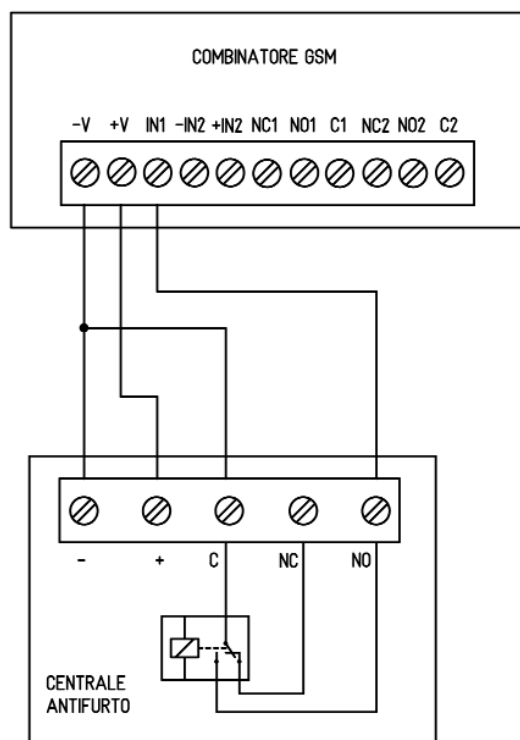 COMBINATORE GSM
-V +V IN1 -IN2 +IN2 NC1 NO1 C1 NC2 NO2 C2
- + C NC NO
CENTRALE
ANTIFURTO